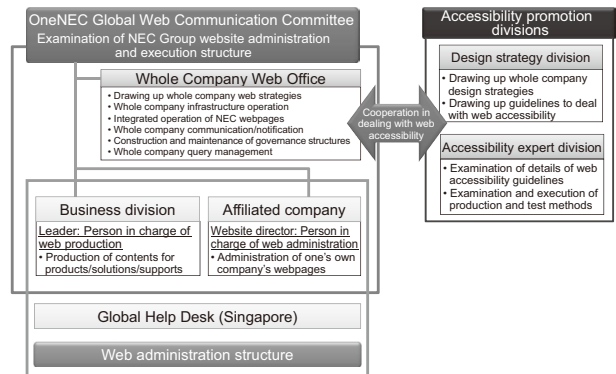 OneNEC Global Web Communication Committee
Examination of NEC Group website administration
and execution structure
Whole Company Web Office
• Drawing up whole company web strategies
• Whole company infrastructure operation
• Integrated operation of NEC webpages
• Whole company communication/notification
• Construction and maintenance of governance structures
• Whole company query management
Business division
Leader: Person in charge of
web production
• Production of contents for
products/solutions/supports
Affiliated company
Website director: Person in
charge of web administration
• Administration of one's own
company's webpages
Global Help Desk (Singapore)
Web administration structure
Cooperation in
dealing with web
accessibility
Accessibility promotion
divisions
Design strategy division
• Drawing up whole company
design strategies
• Drawing up guidelines to deal
with web accessibility
Accessibility expert division
• Examination of details of web
accessibility guidelines
• Examination and execution of
production and test methods